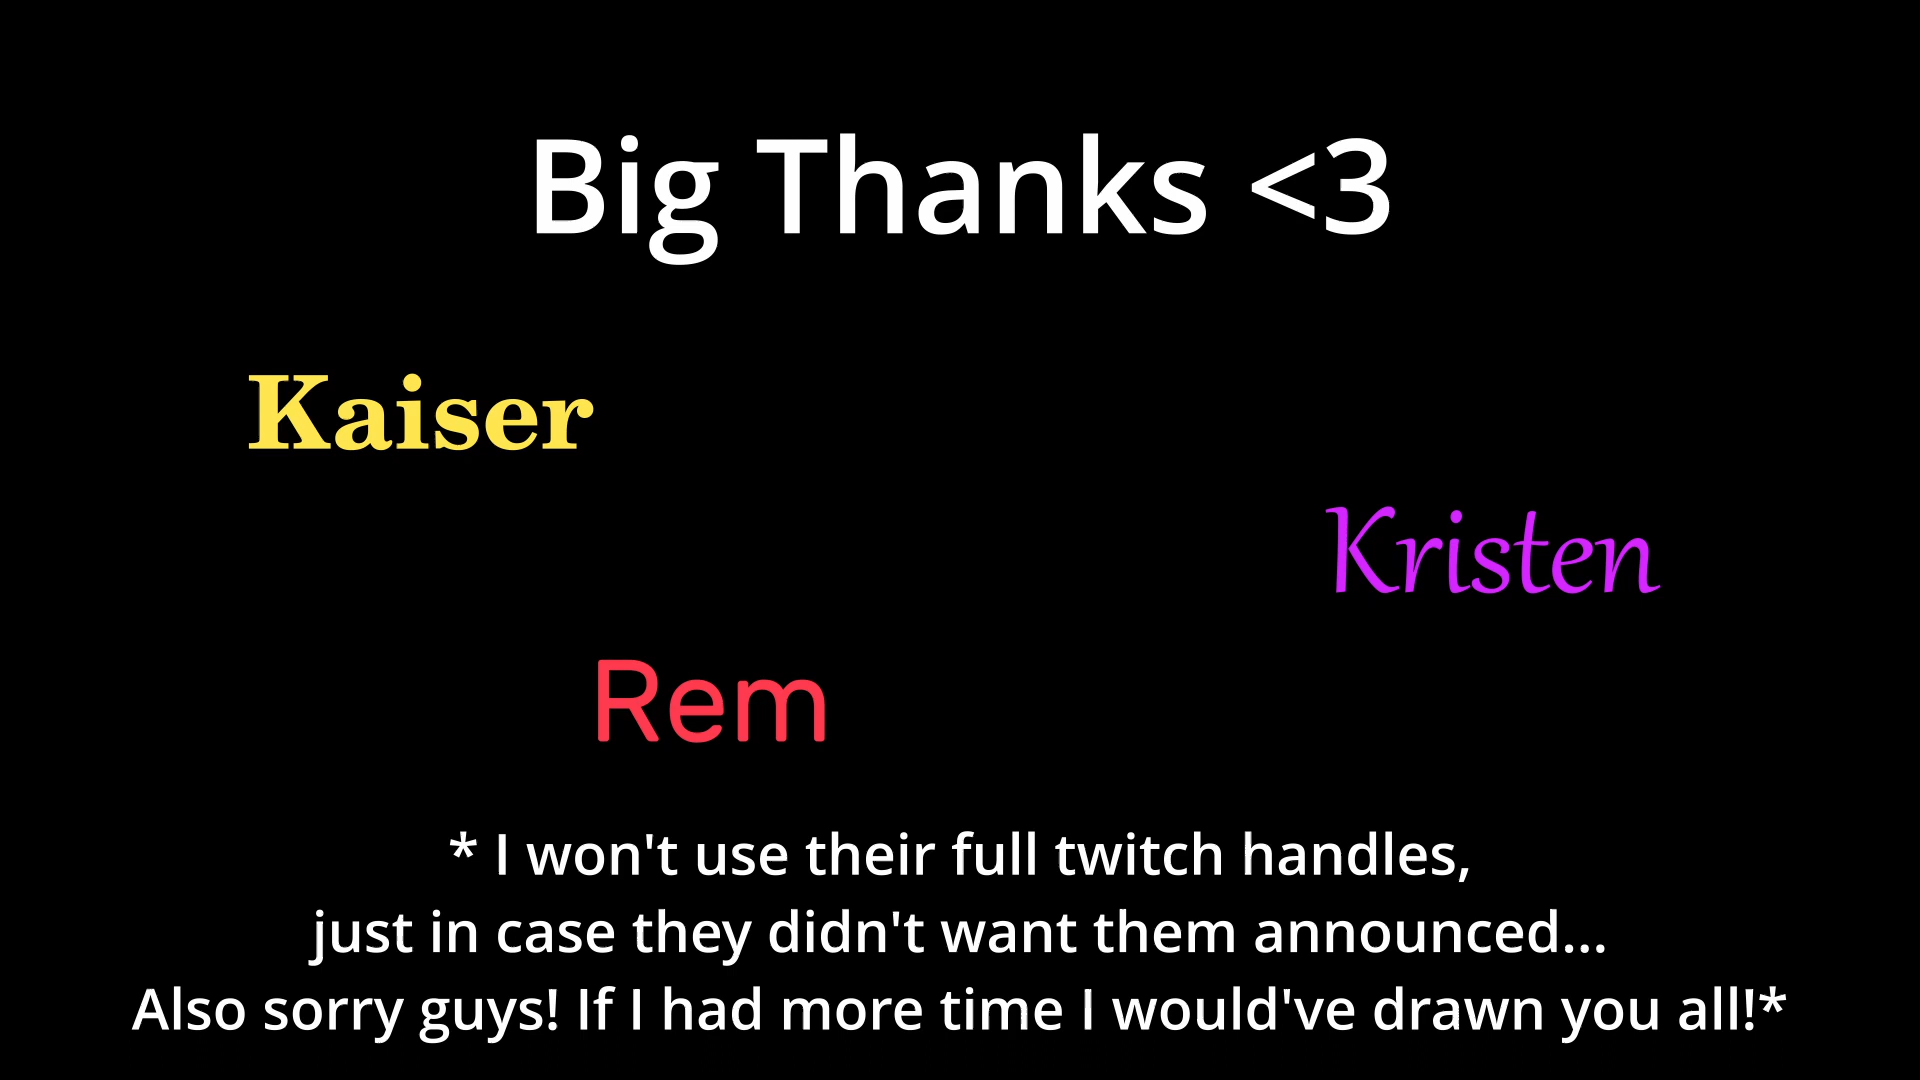 Big Thanks <3
Kaiser
Kristen
Rem
* I won't use their full twitch handles,
just in case they didn't want them announced...
Also sorry guys! If I had more time I would've drawn you all!*